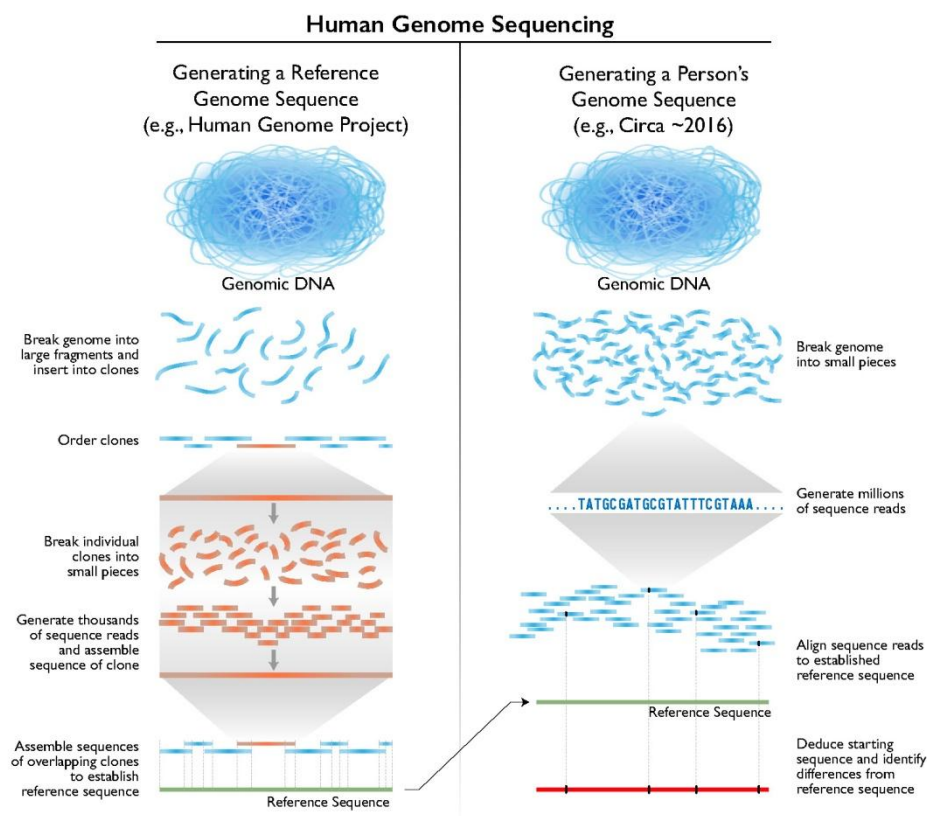 Human Genome Sequencing
Generating a Reference
Genome Sequence
(e.g., Human Genome Project)
Genomic DNA
Break genome into
large fragments and
insert into clones
Order clones
Break individual
clones into
small pieces
Generate thousands
of sequence reads
and assemble
sequence of clone
Assemble sequences
of overlapping clones
to establish
reference sequence
Reference Sequence
Generating a Person's
Genome Sequence
(e.g., Circa ~2016)
Genomic DNA
Break genome
into small pieces
....TATGCGATGCGTATTTCGTAAA....
Generate millions
of sequence reads
Align sequence reads
to established
reference sequence
Reference Sequence
Deduce starting
sequence and identify
differences from
reference sequence